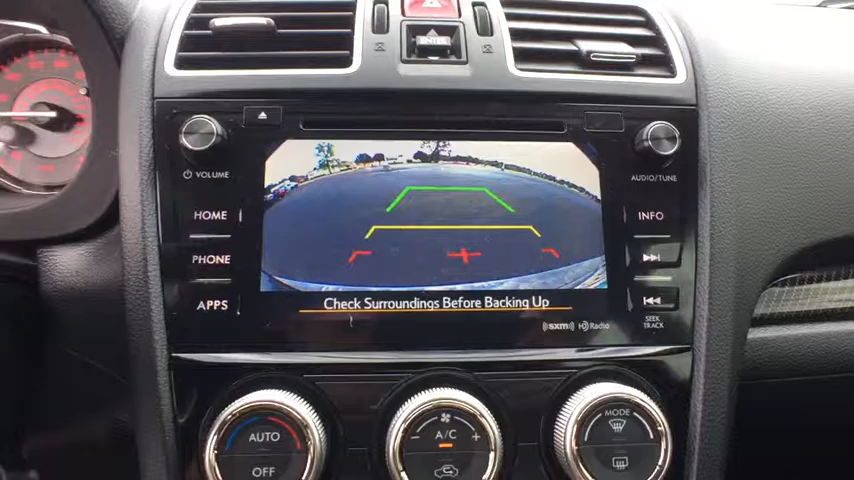 ENTER
VOLUME
AUDIO/TUNE
HOME
INFO
PHONE
APPS
Check Surroundings Before Backing Up
SEEK
TRACK
((sxm)) HD Radio
MODE
AUTO
A/C
OFF